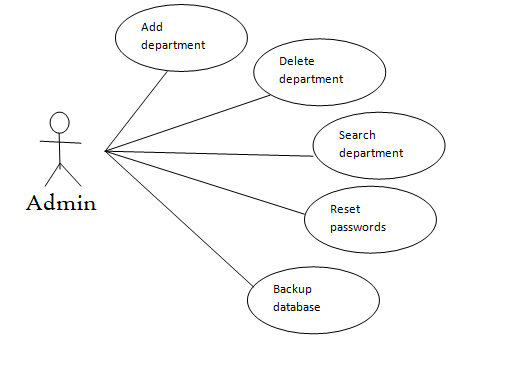 Add
department
Delete
department
Search
department
Admin
Reset
passwords
Backup
database